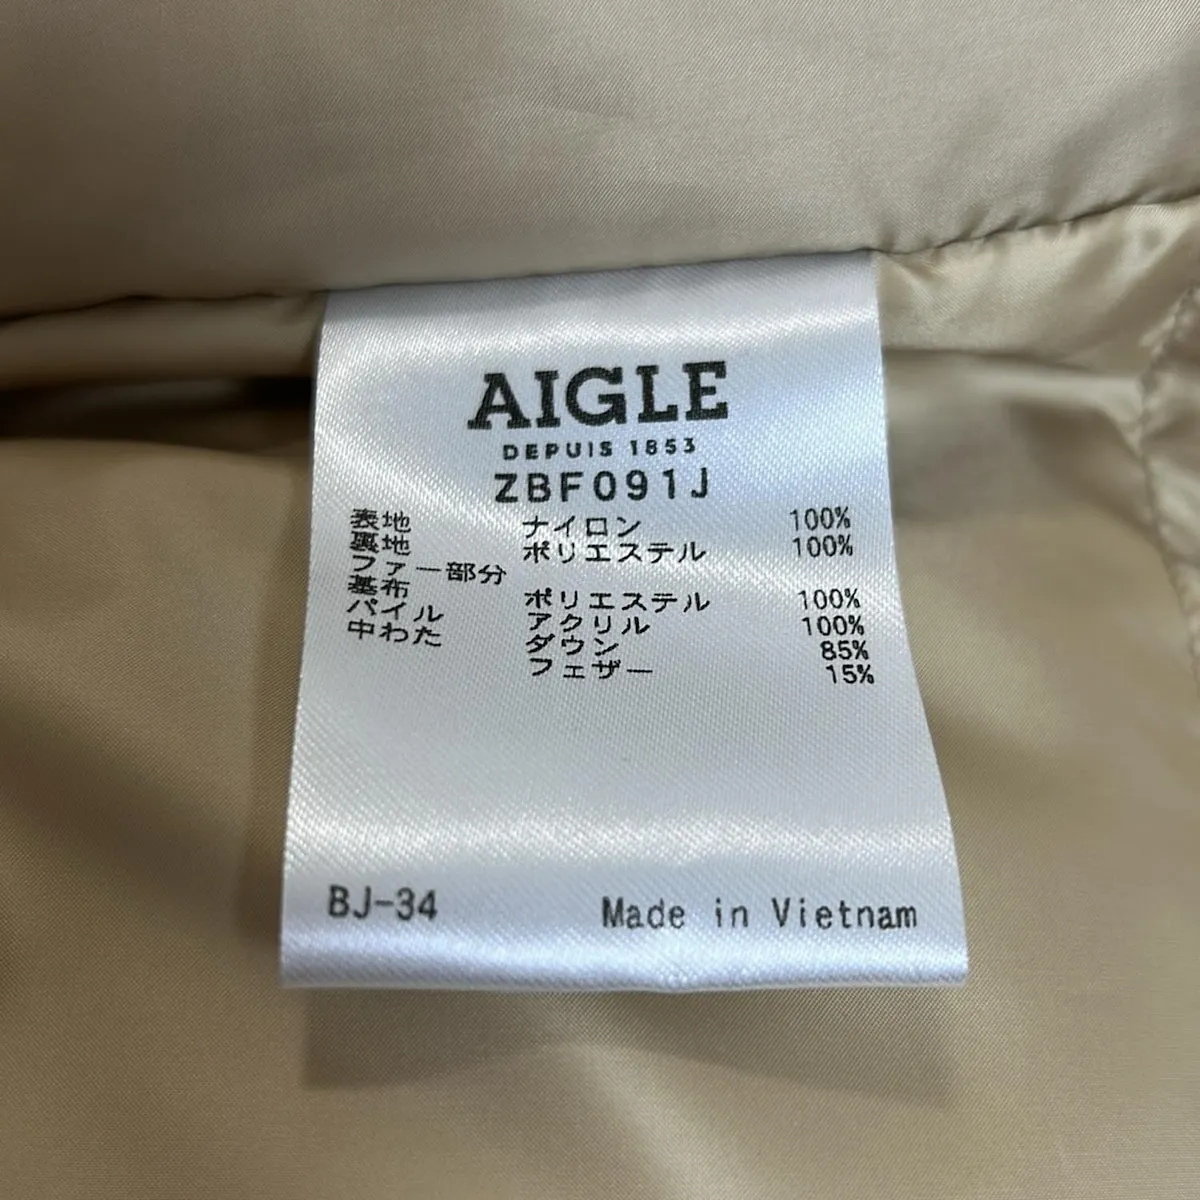 AIGLE
DEPUIS 1853
ZBF091J
表地 ナイロン 100%
裏地 ポリエステル 100%
ファー部分
基布 ポリエステル 100%
パイル アクリル 100%
中わた ダウン 85%
フェザー 15%
BJ-34 Made in Vietnam